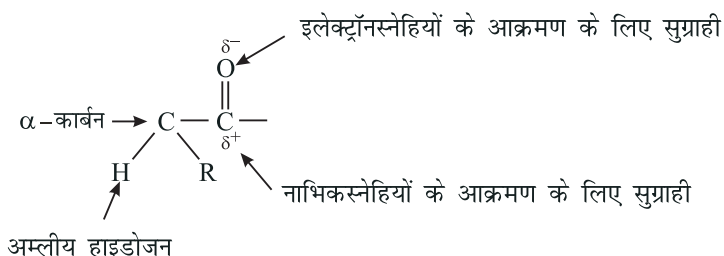 इलेक्ट्रॉनस्नेहियों के आक्रमण के लिए सुग्राही
δ−
O
α-कार्बन
C — C —
δ+
H R
नाभिकस्नेहियों के आक्रमण के लिए सुग्राही
अम्लीय हाइडोजन